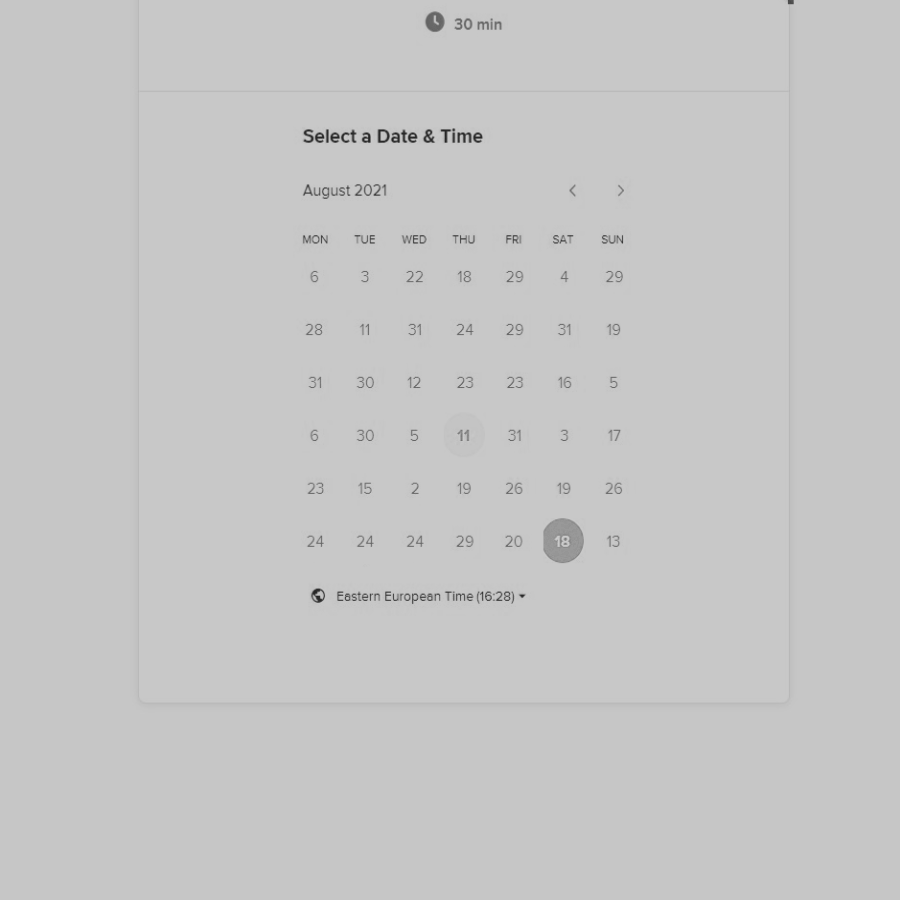 30 min
Select a Date & Time
August 2021
MON TUE WED THU FRI SAT SUN
6 3 22 18 29 4 29
28 11 31 24 29 31 19
31 30 12 23 23 16 5
6 30 5 11 31 3 17
23 15 2 19 26 19 26
24 24 24 29 20 18 13
Eastern European Time (16:28)